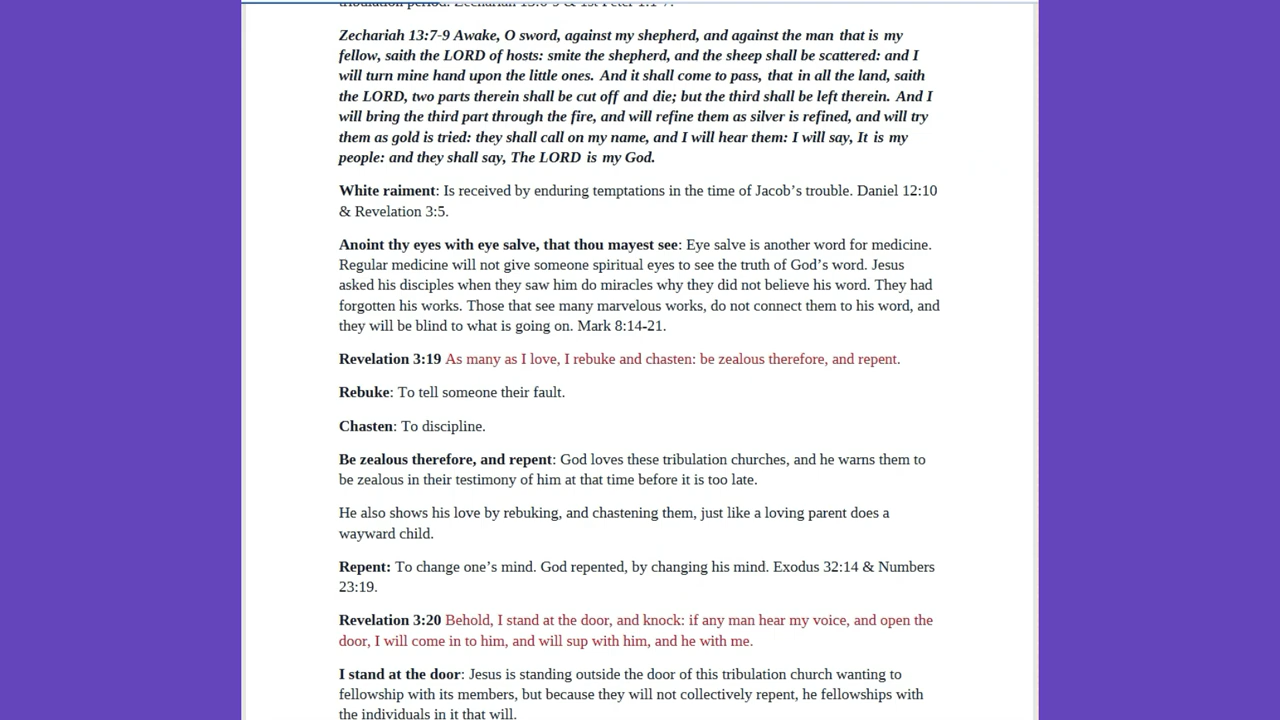 tribulation period. Zechariah 13:6-9 & 1st Peter 1:1-7.
Zechariah 13:7-9 Awake, O sword, against my shepherd, and against the man that is my
fellow, saith the LORD of hosts: smite the shepherd, and the sheep shall be scattered: and I
will turn mine hand upon the little ones. And it shall come to pass, that in all the land, saith
the LORD, two parts therein shall be cut off and die; but the third shall be left therein. And I
will bring the third part through the fire, and will refine them as silver is refined, and will try
them as gold is tried: they shall call on my name, and I will hear them: I will say, It is my
people: and they shall say, The LORD is my God.
White raiment: Is received by enduring temptations in the time of Jacob’s trouble. Daniel 12:10
& Revelation 3:5.
Anoint thy eyes with eye salve, that thou mayest see: Eye salve is another word for medicine.
Regular medicine will not give someone spiritual eyes to see the truth of God’s word. Jesus
asked his disciples when they saw him do miracles why they did not believe his word. They had
forgotten his works. Those that see many marvelous works, do not connect them to his word, and
they will be blind to what is going on. Mark 8:14-21.
Revelation 3:19 As many as I love, I rebuke and chasten: be zealous therefore, and repent.
Rebuke: To tell someone their fault.
Chasten: To discipline.
Be zealous therefore, and repent: God loves these tribulation churches, and he warns them to
be zealous in their testimony of him at that time before it is too late.
He also shows his love by rebuking, and chastening them, just like a loving parent does a
wayward child.
Repent: To change one’s mind. God repented, by changing his mind. Exodus 32:14 & Numbers
23:19.
Revelation 3:20 Behold, I stand at the door, and knock: if any man hear my voice, and open the
door, I will come in to him, and will sup with him, and he with me.
I stand at the door: Jesus is standing outside the door of this tribulation church wanting to
fellowship with its members, but because they will not collectively repent, he fellowships with
the individuals in it that will.